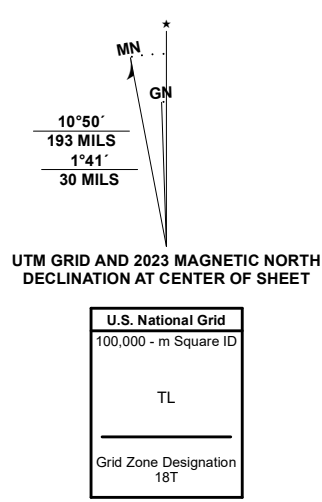 MN
GN
10°50´
193 MILS
1°41´
30 MILS
UTM GRID AND 2023 MAGNETIC NORTH
DECLINATION AT CENTER OF SHEET
U.S. National Grid
100,000 - m Square ID
TL
Grid Zone Designation
18T